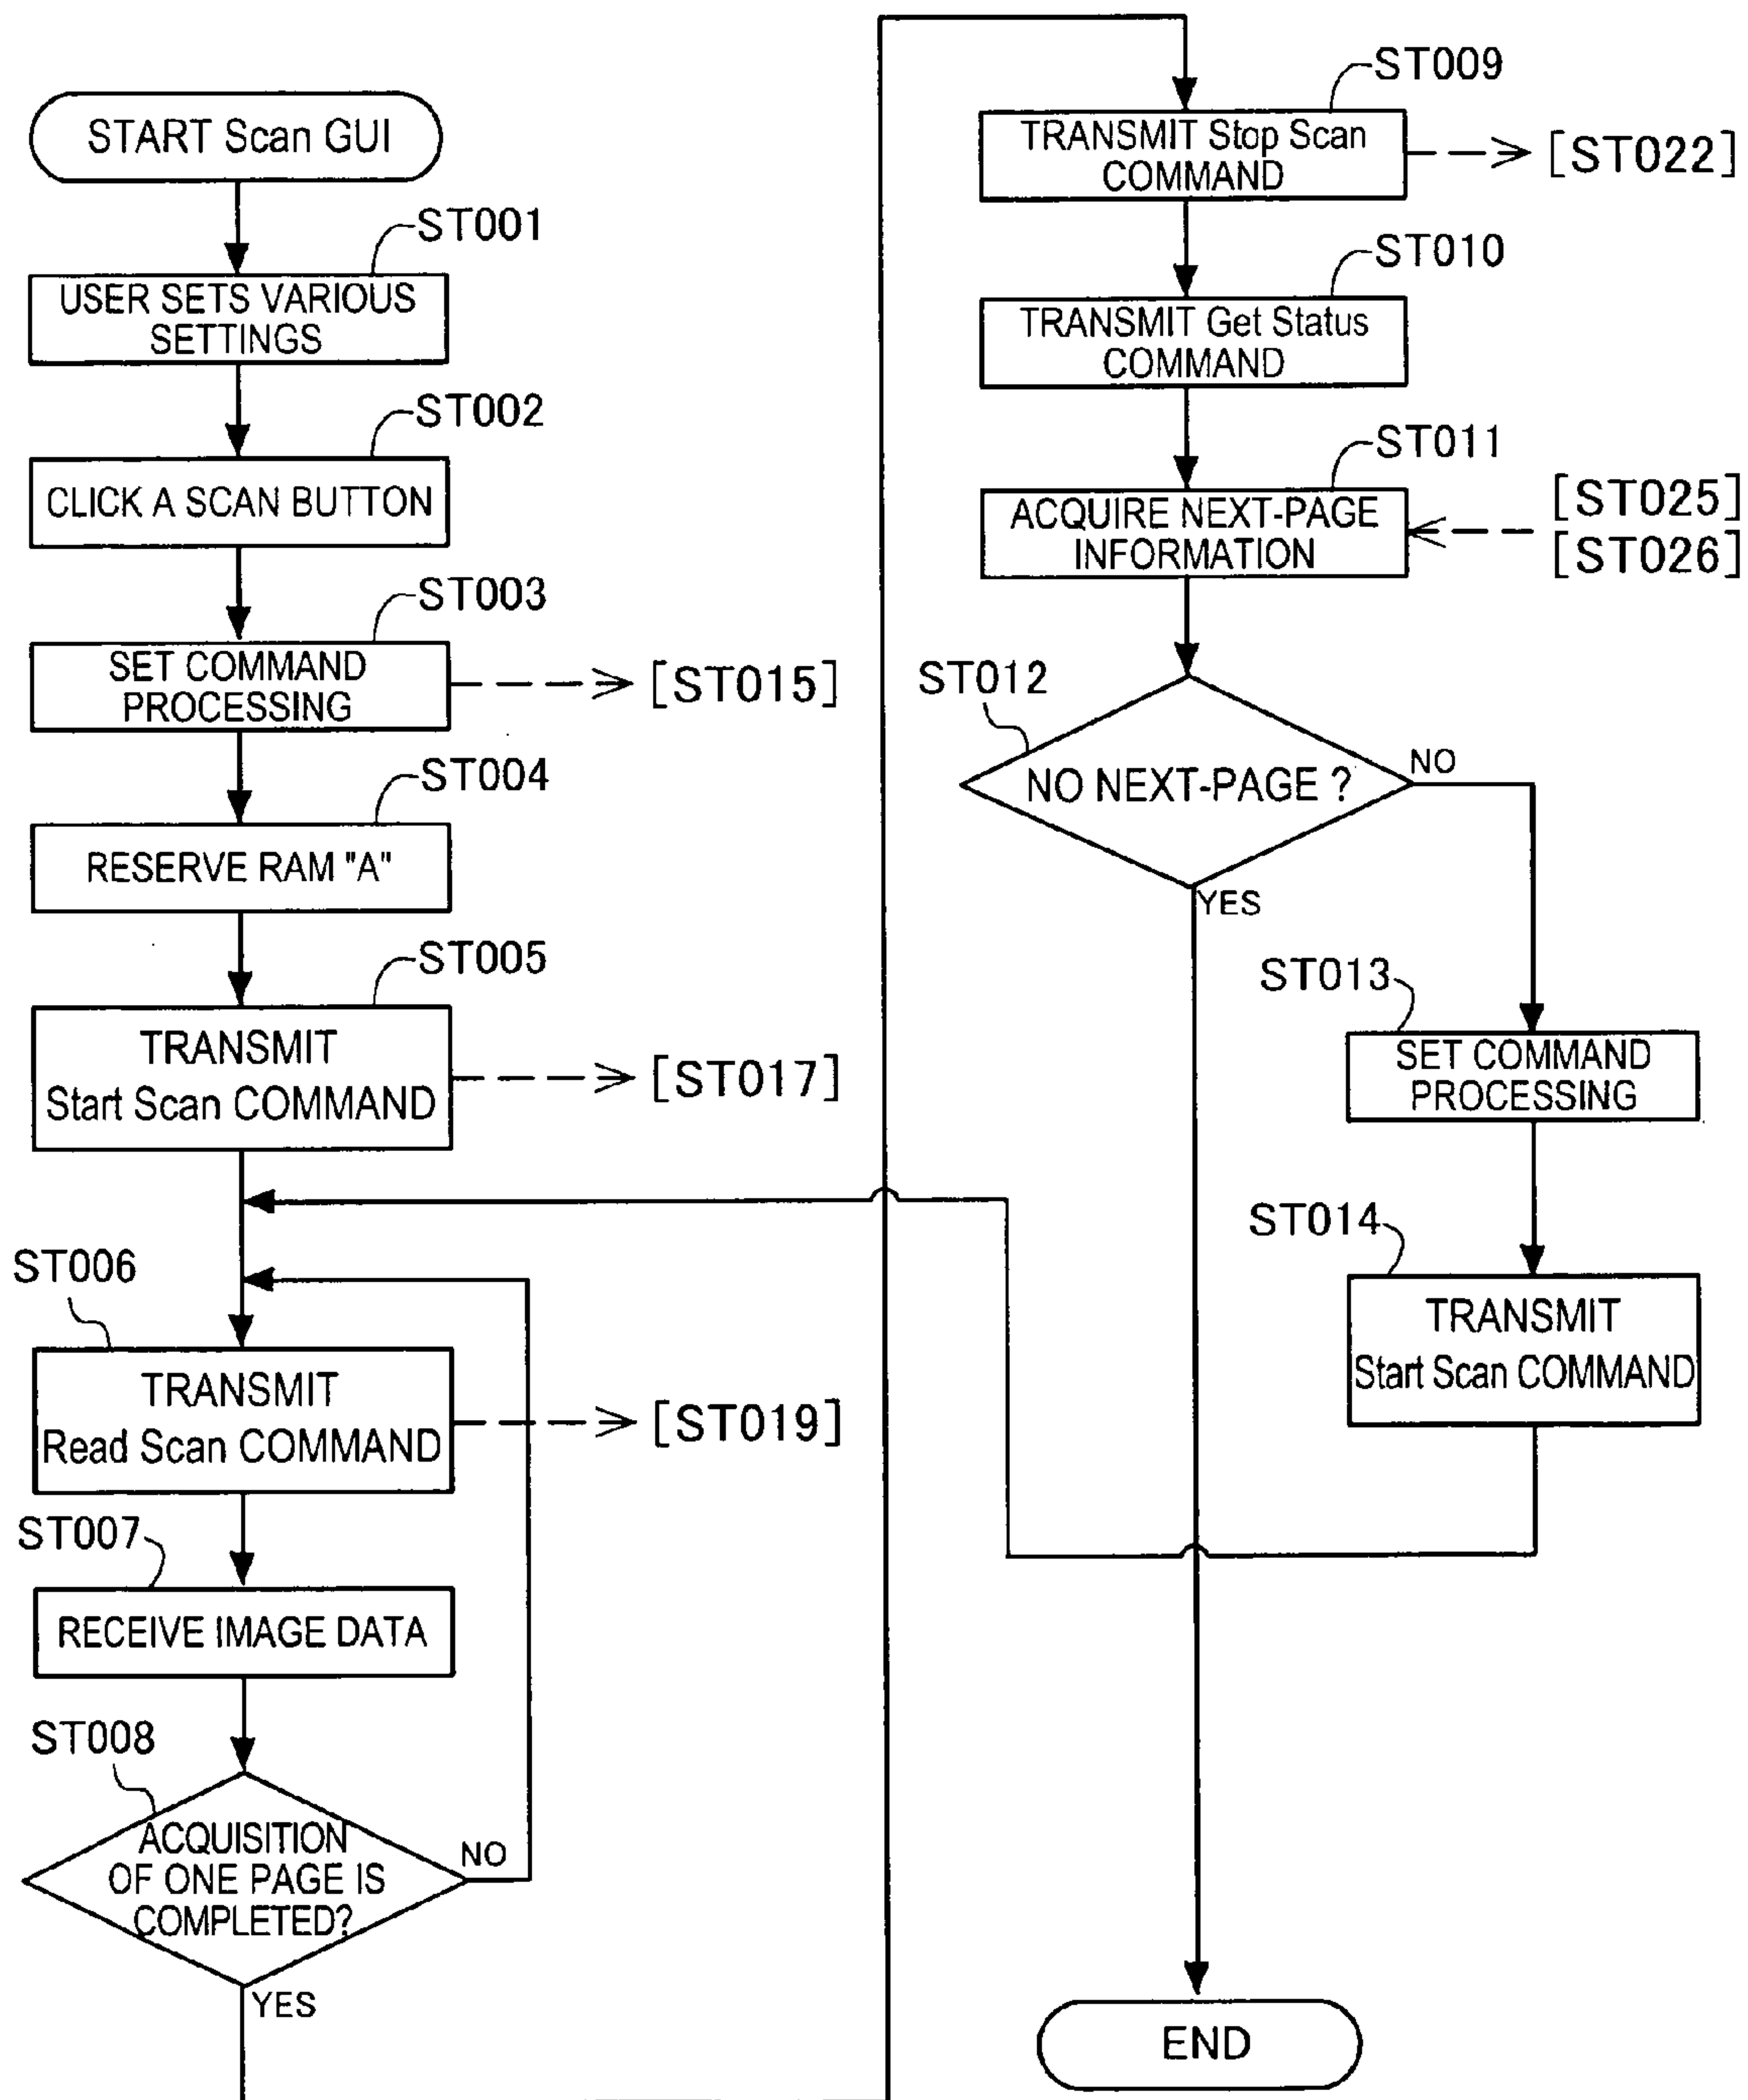 START Scan GUI
ST001
USER SETS VARIOUS
SETTINGS
ST002
CLICK A SCAN BUTTON
ST003
SET COMMAND
PROCESSING
[ST015]
ST004
RESERVE RAM "A"
ST005
TRANSMIT
Start Scan COMMAND
[ST017]
ST006
TRANSMIT
Read Scan COMMAND
[ST019]
ST007
RECEIVE IMAGE DATA
ST008
ACQUISITION
OF ONE PAGE IS
COMPLETED?
NO
YES
ST009
TRANSMIT Stop Scan
COMMAND
[ST022]
ST010
TRANSMIT Get Status
COMMAND
ST011
ACQUIRE NEXT-PAGE
INFORMATION
[ST025]
[ST026]
ST012
NO NEXT-PAGE ?
NO
YES
ST013
SET COMMAND
PROCESSING
ST014
TRANSMIT
Start Scan COMMAND
END